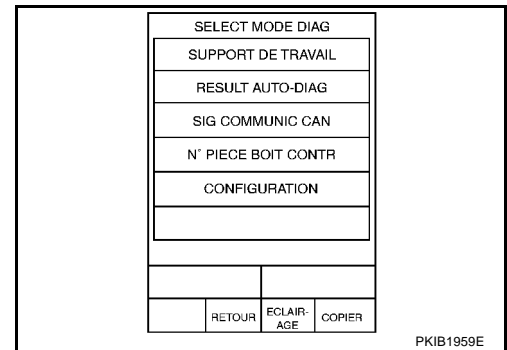 SELECT MODE DIAG
SUPPORT DE TRAVAIL
RESULT AUTO-DIAG
SIG COMMUNIC CAN
N° PIECE BOIT CONTR
CONFIGURATION
RETOUR
ECLAIR-
AGE
COPIER
PKIB1959E